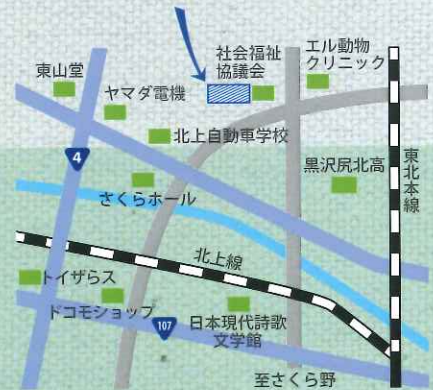 社会福祉
協議会
エル動物
クリニック
東山堂
ヤマダ電機
北上自動車学校
4
黒沢尻北高
東北本線
さくらホール
北上線
トイザらス
ドコモショップ
107
日本現代詩歌
文学館
至さくら野